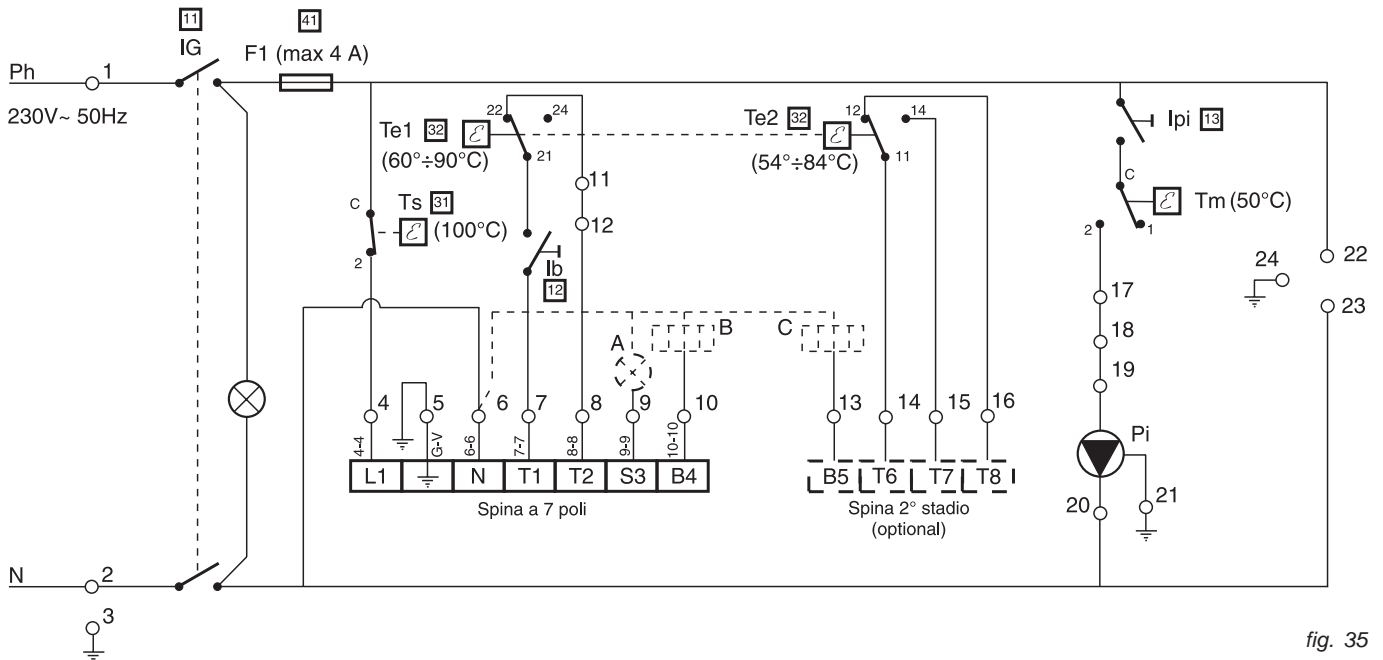 11
41
IG
F1 (max 4 A)
Ph
1
230V~ 50Hz
22
24
Te1 32
(60°÷90°C)
21
12
14
Te2 32
(54°÷84°C)
11
Ipi 13
C
Tm (50°C)
2
1
11
12
C
Ts 31
(100°C)
2
Ib
12
24
22
23
17
18
19
A
B
C
4
5
6
7
8
9
10
13
14
15
16
4-4
G-V
6-6
7-7
8-8
9-9
10-10
L1
N
T1
T2
S3
B4
B5
T6
T7
T8
Spina a 7 poli
Spina 2° stadio
(optional)
Pi
20
21
N
2
3
fig. 35